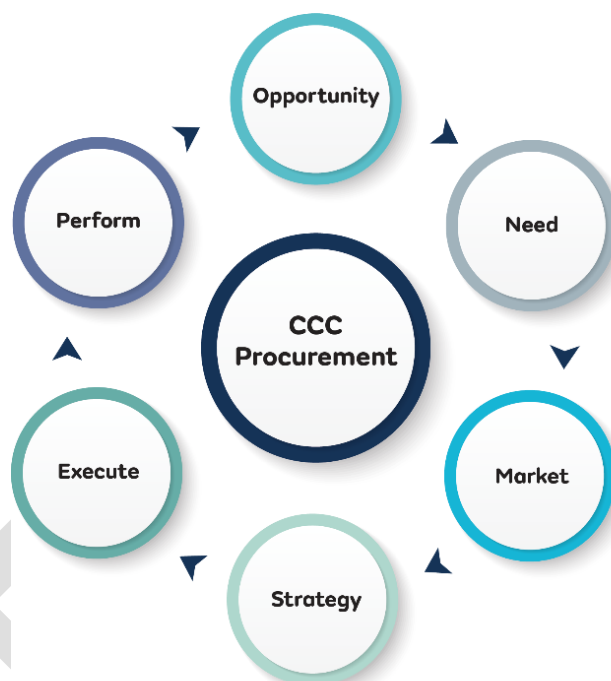 Opportunity
Need
Market
Strategy
Execute
Perform
CCC
Procurement